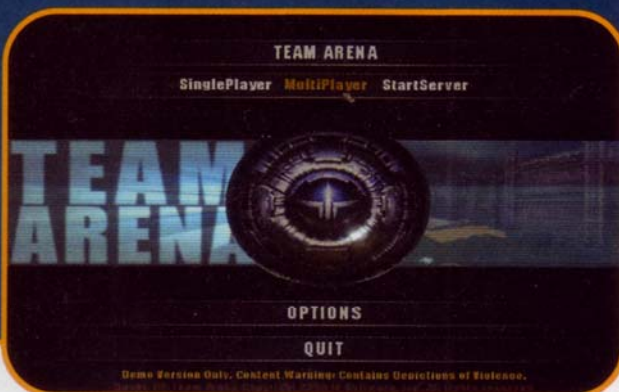 TEAM ARENA
SinglePlayer MultiPlayer StartServer
TEAM
ARENA
OPTIONS
QUIT
Demo Version Only. Content Warning: Contains Depictions of Violence.